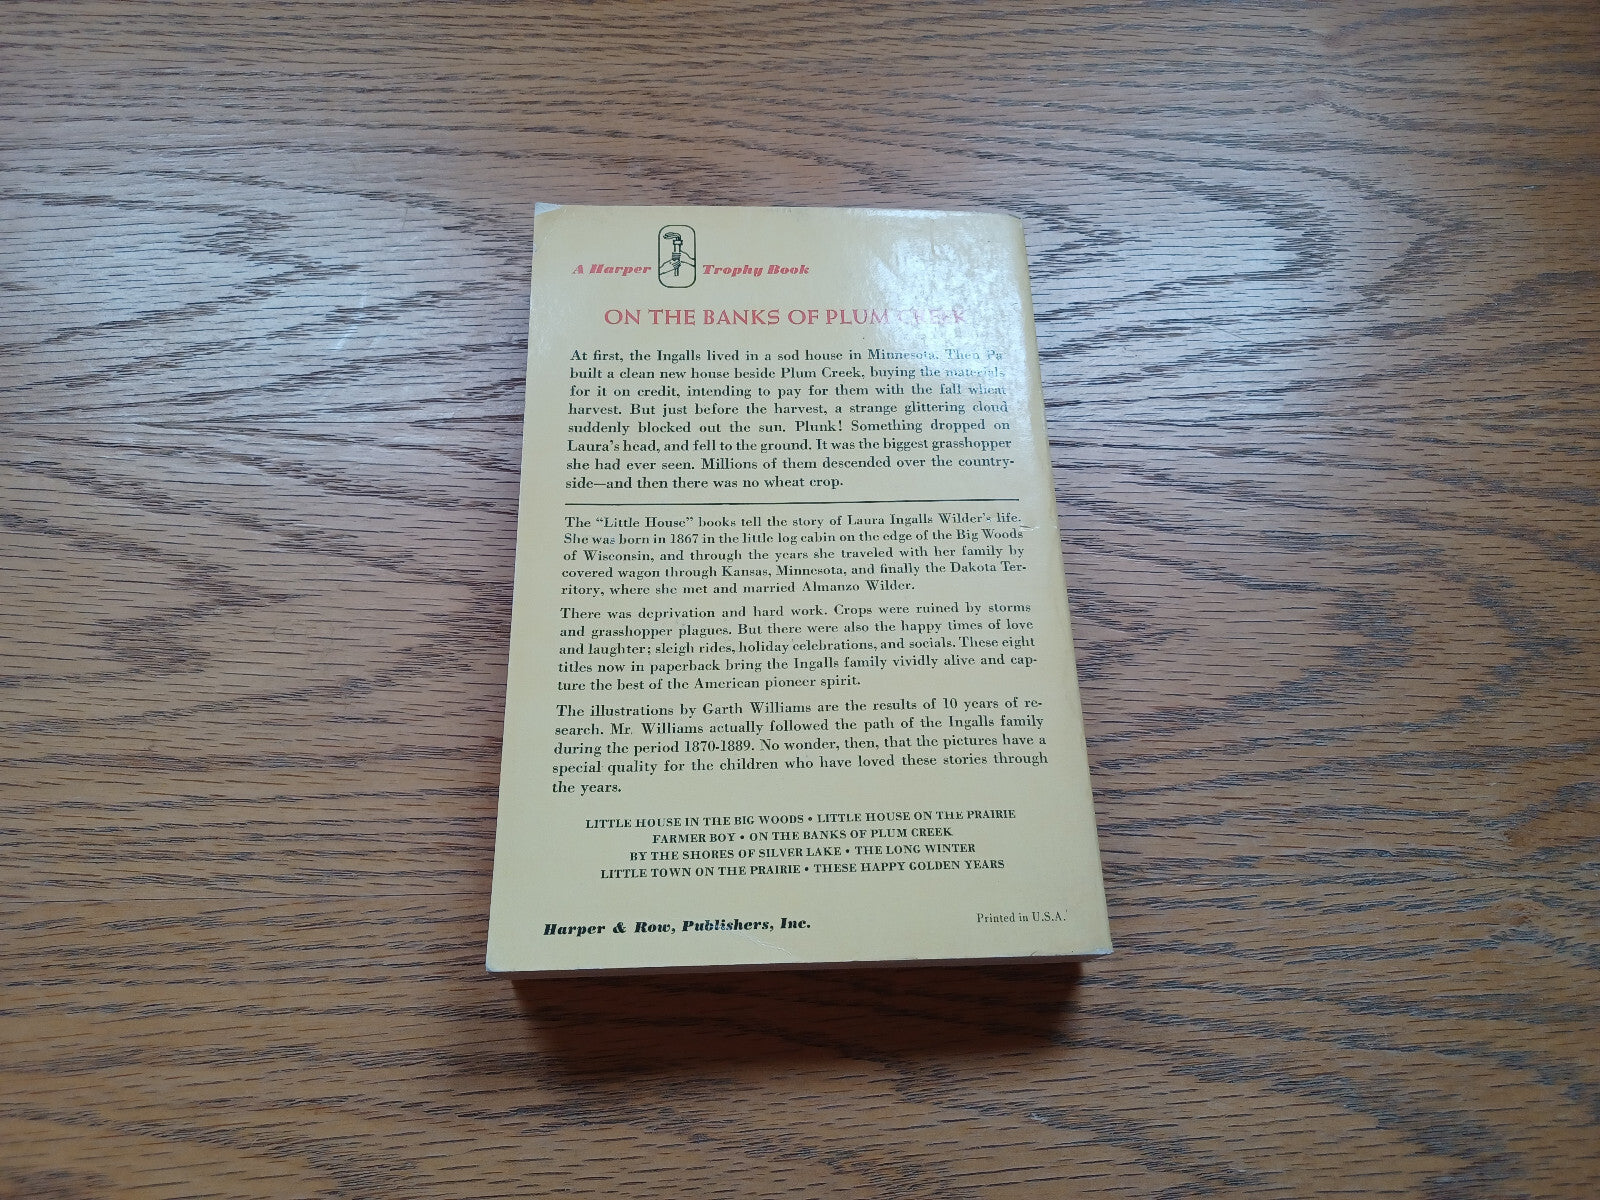 A Harper Trophy Book
ON THE BANKS OF PLUM CREEK
At first, the Ingalls lived in a sod house in Minnesota. Then Pa
built a clean new house beside Plum Creek, buying the materials
for it on credit, intending to pay for them with the fall wheat
harvest. But just before the harvest, a strange glittering cloud
suddenly blocked out the sun. Plunk! Something dropped on
Laura's head, and fell to the ground. It was the biggest grasshopper
she had ever seen. Millions of them descended over the country-
side—and then there was no wheat crop.
The “Little House” books tell the story of Laura Ingalls Wilder's life.
She was born in 1867 in the little log cabin on the edge of the Big Woods
of Wisconsin, and through the years she traveled with her family by
covered wagon through Kansas, Minnesota, and finally the Dakota Ter-
ritory, where she met and married Almanzo Wilder.
There was deprivation and hard work. Crops were ruined by storms
and grasshopper plagues. But there were also the happy times of love
and laughter; sleigh rides, holiday celebrations, and socials. These eight
titles now in paperback bring the Ingalls family vividly alive and cap-
ture the best of the American pioneer spirit.
The illustrations by Garth Williams are the results of 10 years of re-
search. Mr. Williams actually followed the path of the Ingalls family
during the period 1870-1889. No wonder, then, that the pictures have a
special quality for the children who have loved these stories through
the years.
LITTLE HOUSE IN THE BIG WOODS • LITTLE HOUSE ON THE PRAIRIE
FARMER BOY • ON THE BANKS OF PLUM CREEK
BY THE SHORES OF SILVER LAKE • THE LONG WINTER
LITTLE TOWN ON THE PRAIRIE • THESE HAPPY GOLDEN YEARS
Harper & Row, Publishers, Inc.
Printed in U.S.A.